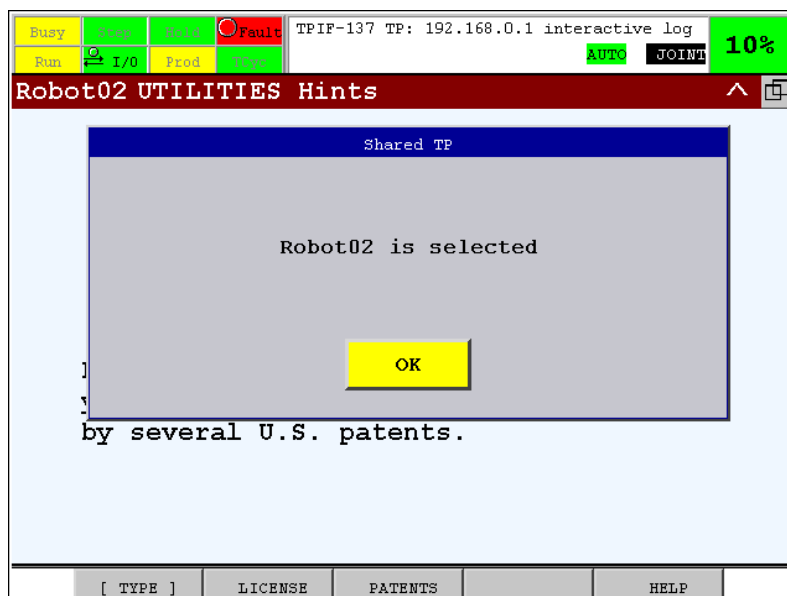 Busy Step Hold Fault TPIF-137 TP: 192.168.0.1 interactive log
Run I/O Prod TCyc AUTO JOINT 10%
Robot02 UTILITIES Hints
Shared TP
Robot02 is selected
OK
by several U.S. patents.
[ TYPE ] LICENSE PATENTS HELP